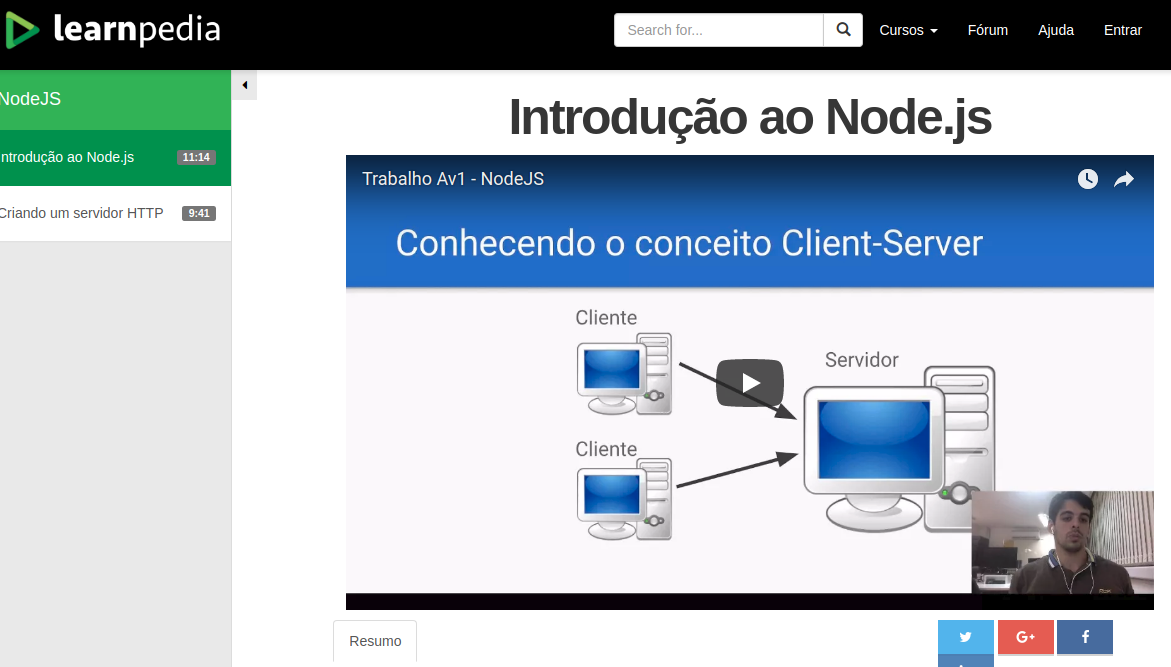 learnpedia
Search for...
Cursos
Fórum
Ajuda
Entrar
NodeJS
ntrodução ao Node.js 11:14
Criando um servidor HTTP 9:41
Introdução ao Node.js
Trabalho Av1 - NodeJS
Conhecendo o conceito Client-Server
Cliente
Servidor
Cliente
Resumo
G+
f